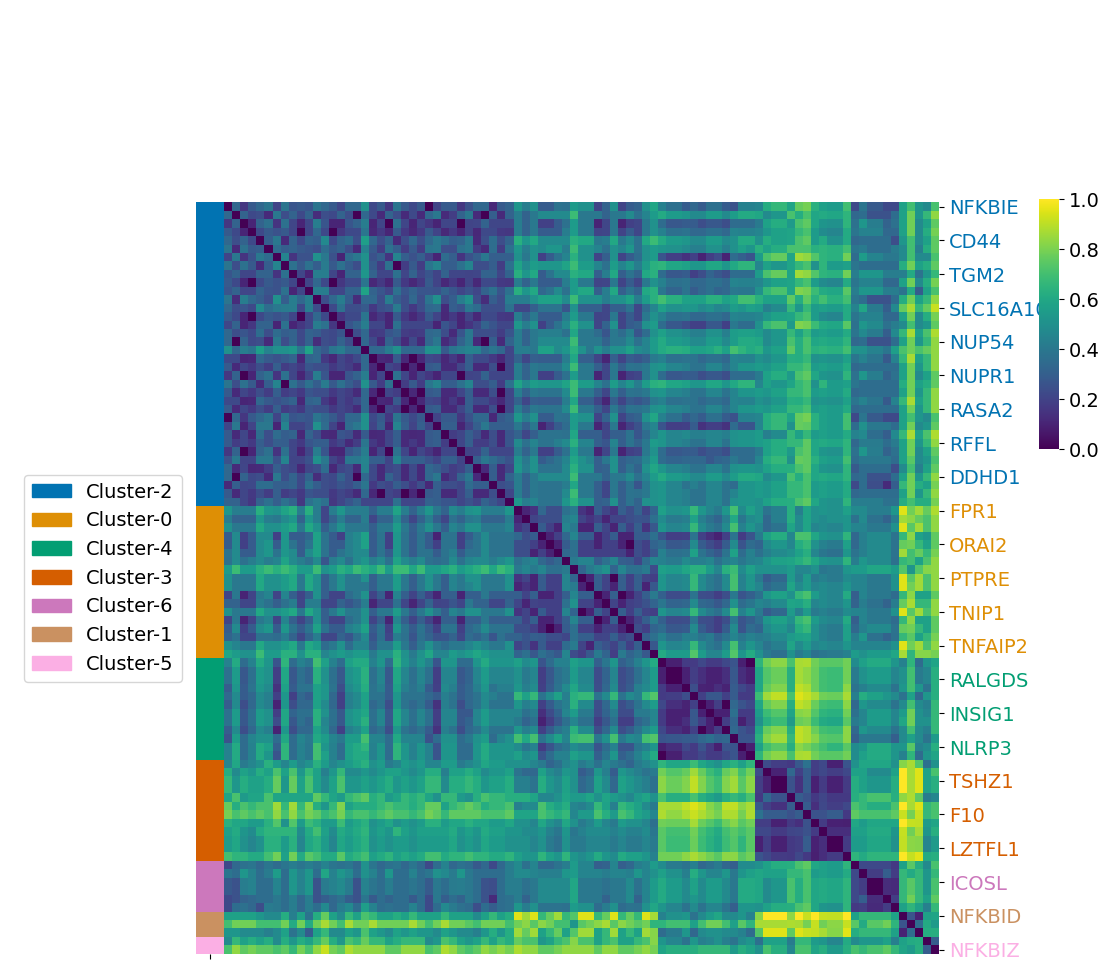 NFKBIE
CD44
TGM2
SLC16A10
NUP54
NUPR1
RASA2
RFFL
DDHD1
FPR1
ORAI2
PTPRE
TNIP1
TNFAIP2
RALGDS
INSIG1
NLRP3
TSHZ1
F10
LZTFL1
ICOSL
NFKBID
NFKBIZ
1.0
0.8
0.6
0.4
0.2
0.0
Cluster-2
Cluster-0
Cluster-4
Cluster-3
Cluster-6
Cluster-1
Cluster-5